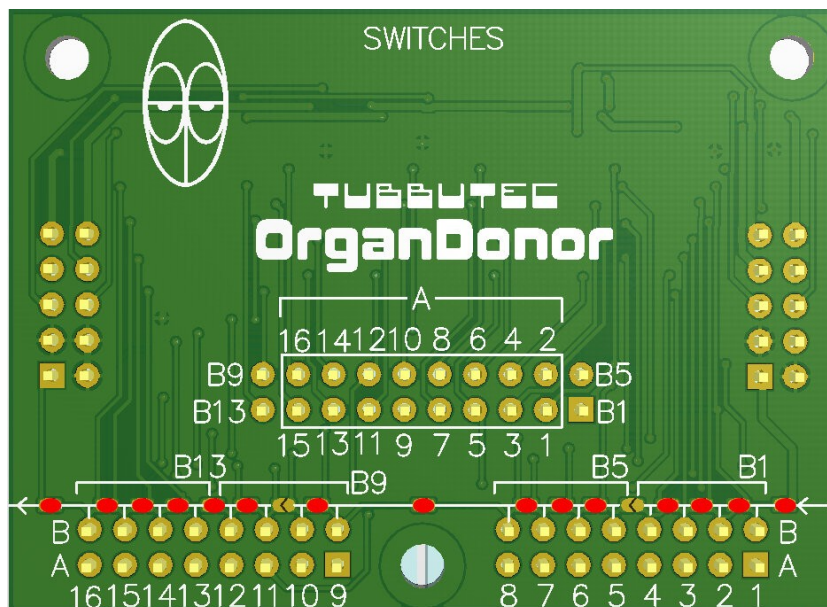 SWITCHES
TUBBUTEC
OrganDonor
A
16 14 12 10 8 6 4 2
B9 B5
B13 B1
15 13 11 9 7 5 3 1
B13 B9 B5 B1
B B
A A
16 15 14 13 12 11 10 9 8 7 6 5 4 3 2 1